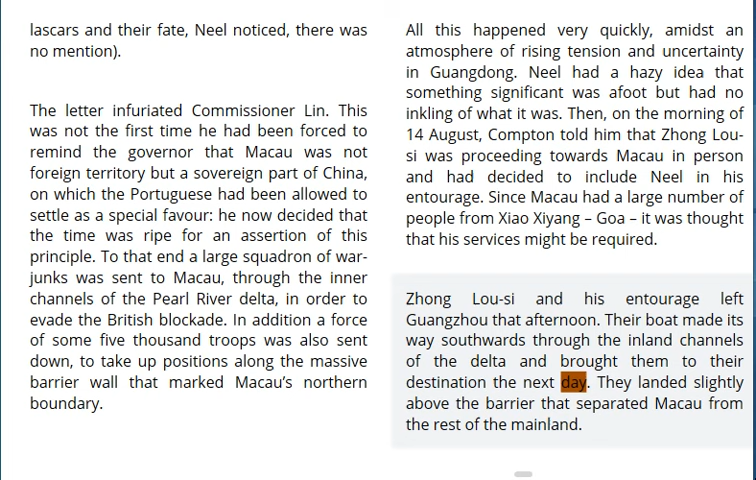 lascars and their fate, Neel noticed, there was
no mention).
The letter infuriated Commissioner Lin. This
was not the first time he had been forced to
remind the governor that Macau was not
foreign territory but a sovereign part of China,
on which the Portuguese had been allowed to
settle as a special favour: he now decided that
the time was ripe for an assertion of this
principle. To that end a large squadron of war-
junks was sent to Macau, through the inner
channels of the Pearl River delta, in order to
evade the British blockade. In addition a force
of some five thousand troops was also sent
down, to take up positions along the massive
barrier wall that marked Macau’s northern
boundary.
All this happened very quickly, amidst an
atmosphere of rising tension and uncertainty
in Guangdong. Neel had a hazy idea that
something significant was afoot but had no
inkling of what it was. Then, on the morning of
14 August, Compton told him that Zhong Lou-
si was proceeding towards Macau in person
and had decided to include Neel in his
entourage. Since Macau had a large number of
people from Xiao Xiyang – Goa – it was thought
that his services might be required.
Zhong Lou-si and his entourage left
Guangzhou that afternoon. Their boat made its
way southwards through the inland channels
of the delta and brought them to their
destination the next day. They landed slightly
above the barrier that separated Macau from
the rest of the mainland.